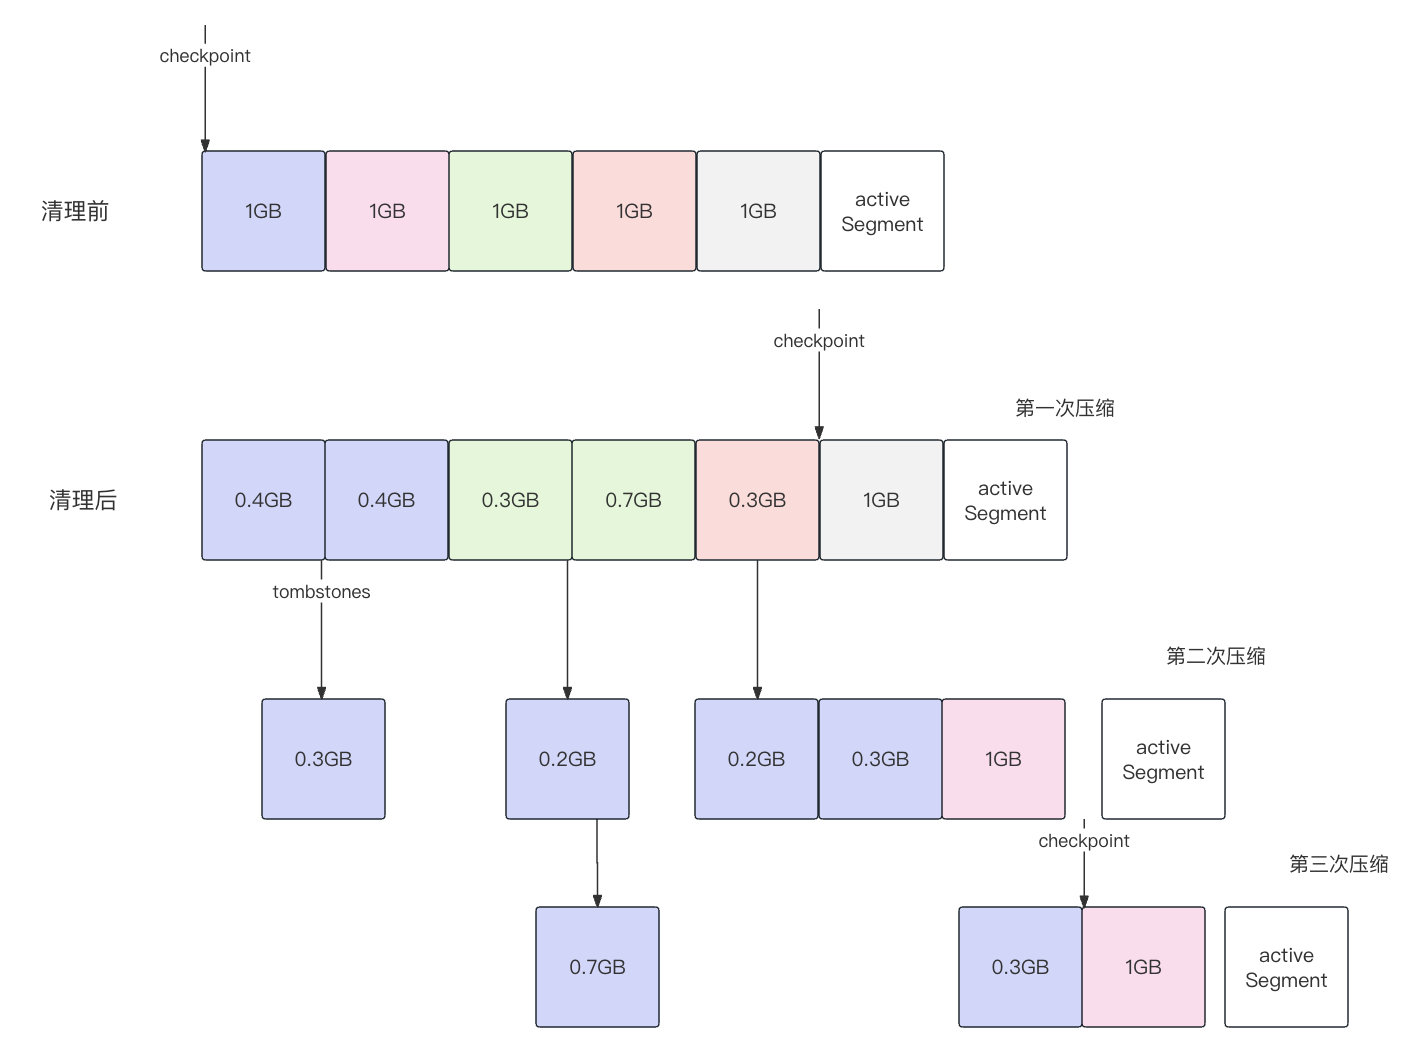 checkpoint
清理前
1GB
1GB
1GB
1GB
1GB
active
Segment
checkpoint
第一次压缩
清理后
0.4GB
0.4GB
0.3GB
0.7GB
0.3GB
1GB
active
Segment
tombstones
第二次压缩
0.3GB
0.2GB
0.2GB
0.3GB
1GB
active
Segment
checkpoint
第三次压缩
0.7GB
0.3GB
1GB
active
Segment